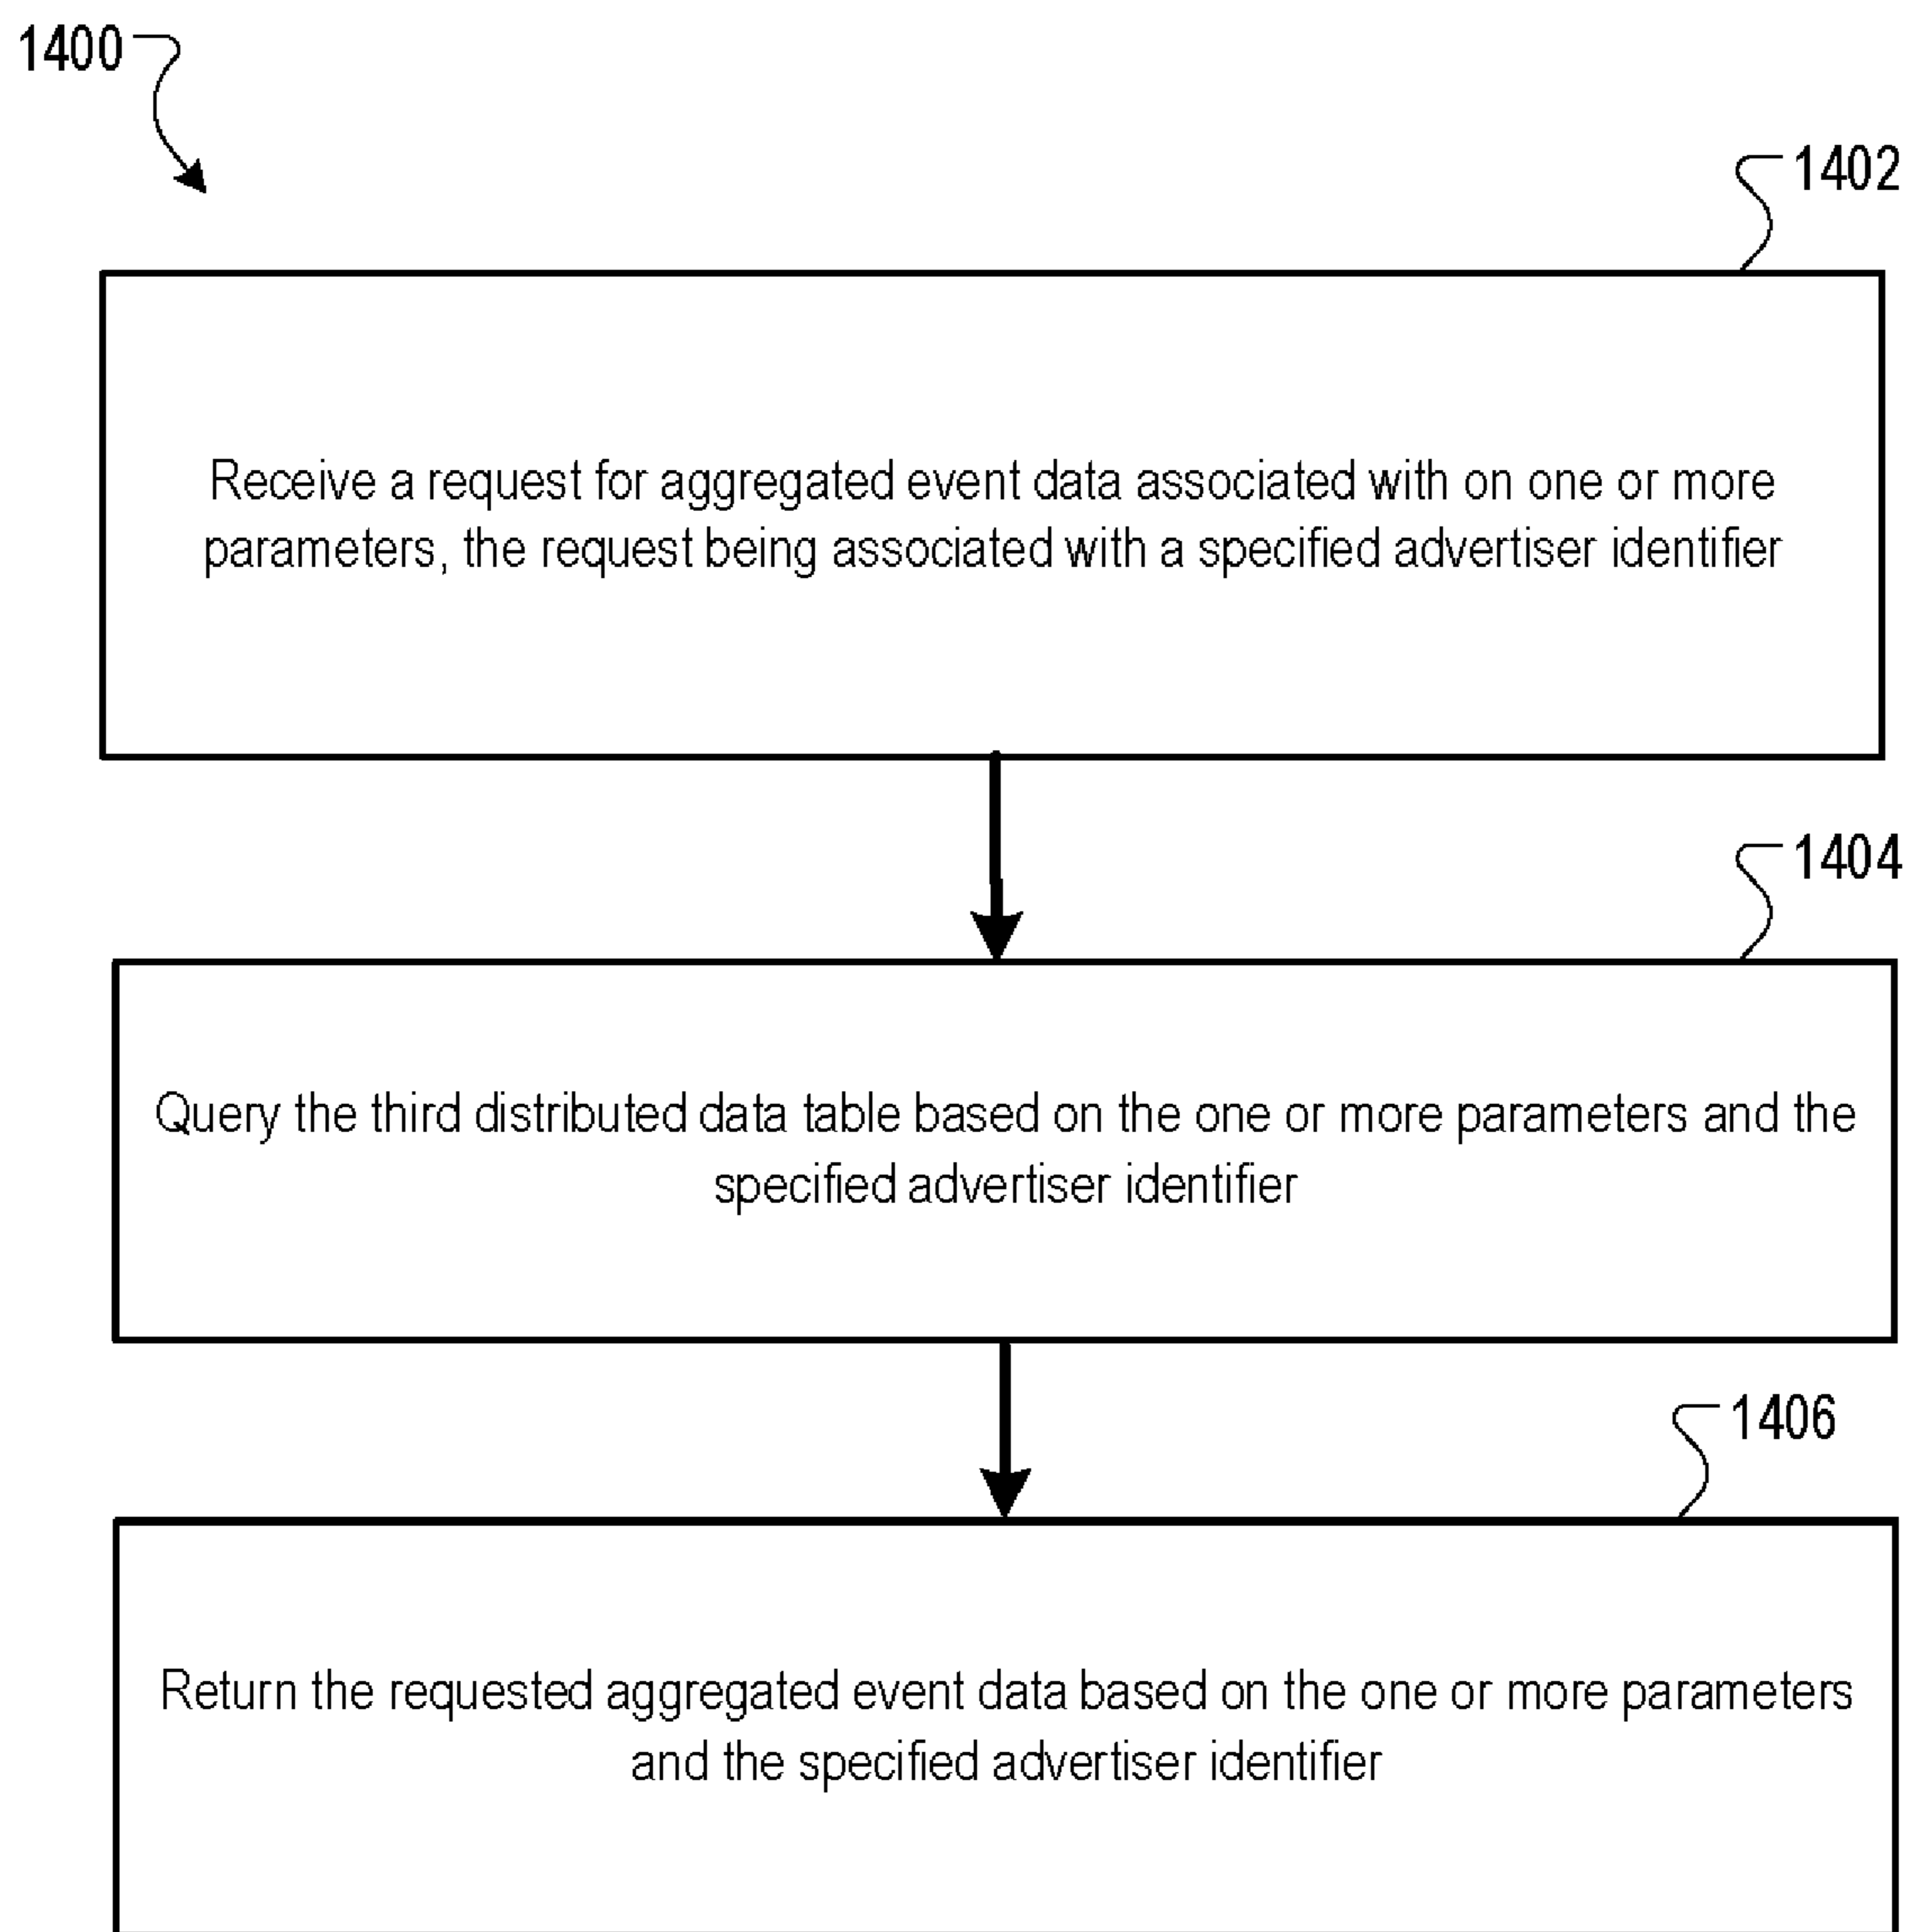 1400
1402
Receive a request for aggregated event data associated with on one or more
parameters, the request being associated with a specified advertiser identifier
1404
Query the third distributed data table based on the one or more parameters and the
specified advertiser identifier
1406
Return the requested aggregated event data based on the one or more parameters
and the specified advertiser identifier